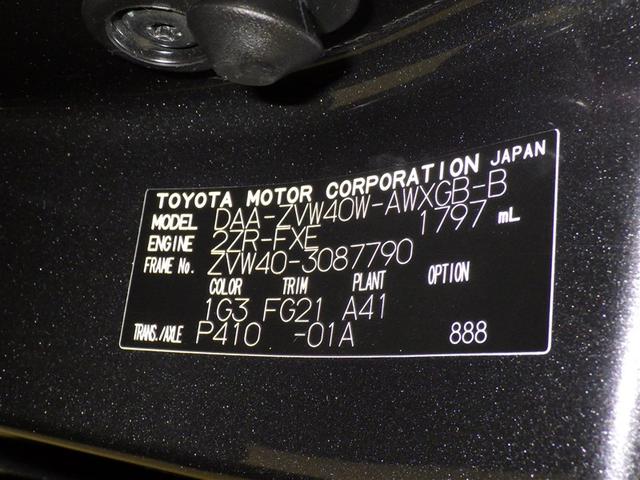 TOYOTA MOTOR CORPORATION JAPAN
MODEL DAA-ZVW40W-AWXGB-B
ENGINE 2ZR-FXE 1797 mL
FRAME No. ZVW40-3087790
COLOR TRIM PLANT OPTION
1G3 FG21 A41
TRANS./AXLE P410 -01A 888